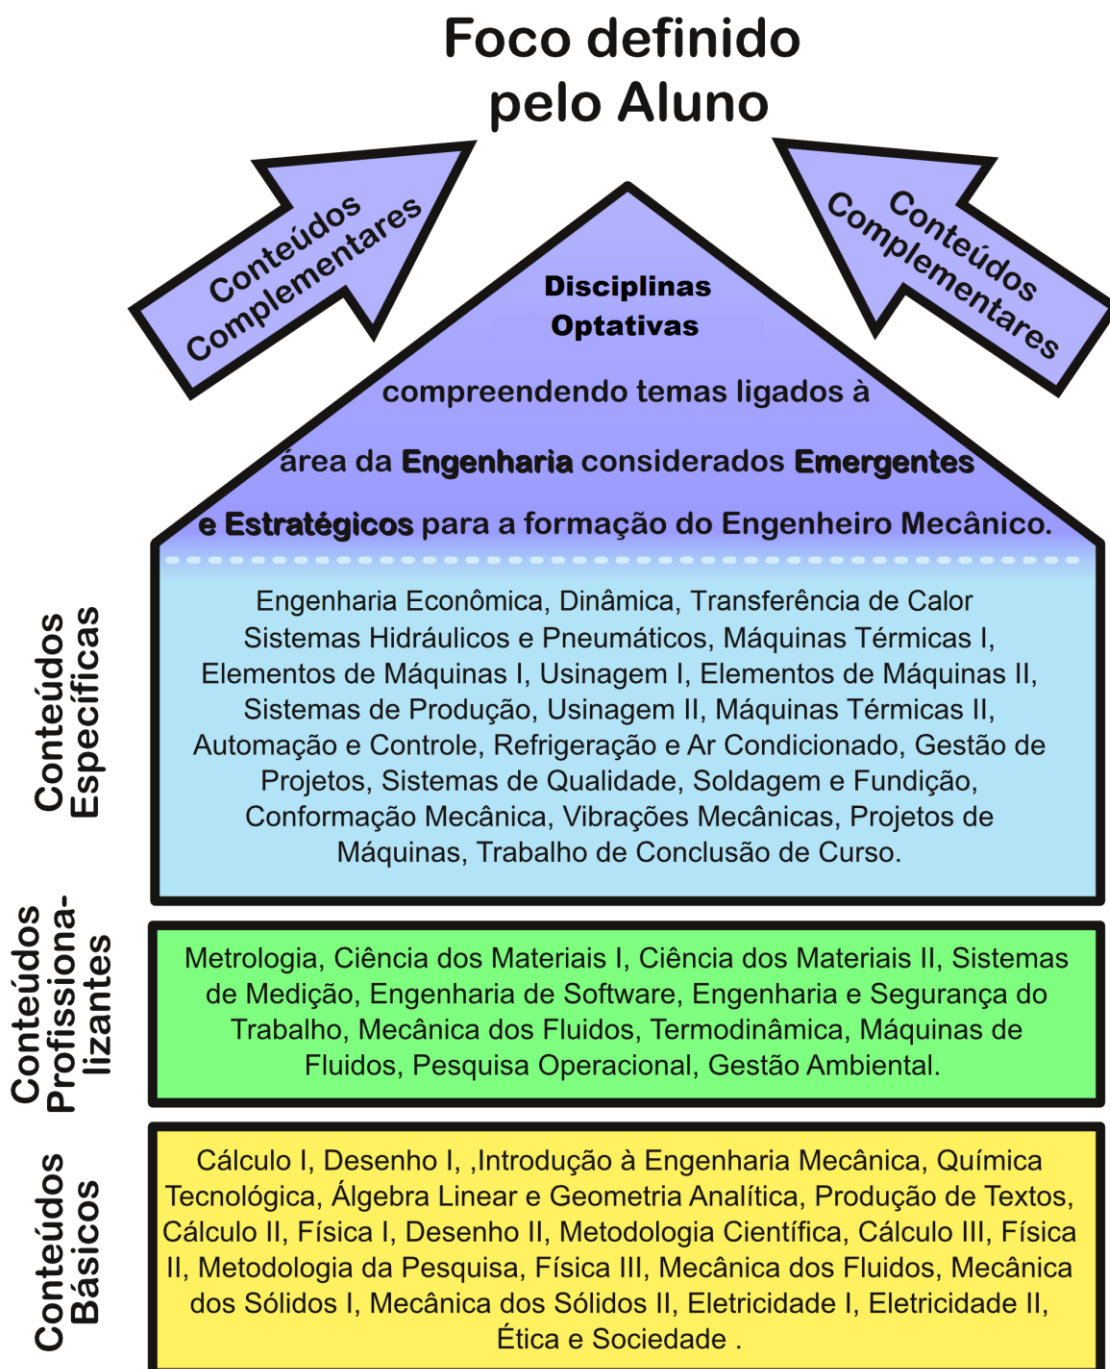 Foco definido
pelo Aluno
Conteúdos
Complementares
Conteúdos
Complementares
Disciplinas
Optativas
compreendendo temas ligados à
área da Engenharia considerados Emergentes
e Estratégicos para a formação do Engenheiro Mecânico.
Conteúdos
Específicas
Engenharia Econômica, Dinâmica, Transferência de Calor
Sistemas Hidráulicos e Pneumáticos, Máquinas Térmicas I,
Elementos de Máquinas I, Usinagem I, Elementos de Máquinas II,
Sistemas de Produção, Usinagem II, Máquinas Térmicas II,
Automação e Controle, Refrigeração e Ar Condicionado, Gestão de
Projetos, Sistemas de Qualidade, Soldagem e Fundição,
Conformação Mecânica, Vibrações Mecânicas, Projetos de
Máquinas, Trabalho de Conclusão de Curso.
Conteúdos
Profissiona-
lizantes
Metrologia, Ciência dos Materiais I, Ciência dos Materiais II, Sistemas
de Medição, Engenharia de Software, Engenharia e Segurança do
Trabalho, Mecânica dos Fluidos, Termodinâmica, Máquinas de
Fluidos, Pesquisa Operacional, Gestão Ambiental.
Conteúdos
Básicos
Cálculo I, Desenho I, ,Introdução à Engenharia Mecânica, Química
Tecnológica, Álgebra Linear e Geometria Analítica, Produção de Textos,
Cálculo II, Física I, Desenho II, Metodologia Científica, Cálculo III, Física
II, Metodologia da Pesquisa, Física III, Mecânica dos Fluidos, Mecânica
dos Sólidos I, Mecânica dos Sólidos II, Eletricidade I, Eletricidade II,
Ética e Sociedade .